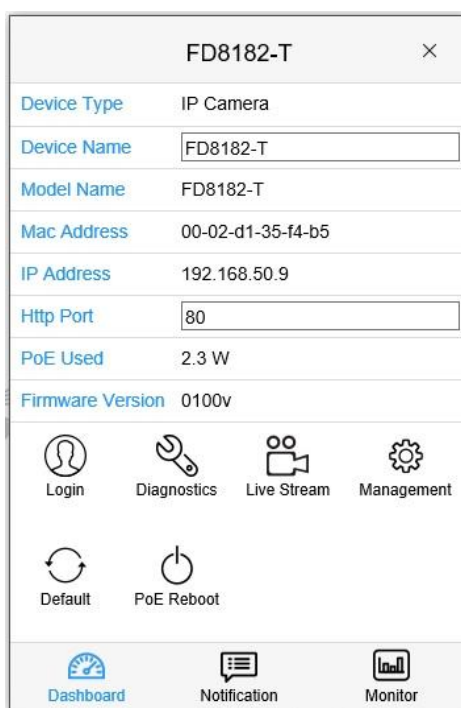 FD8182-T ×
Device Type IP Camera
Device Name FD8182-T
Model Name FD8182-T
Mac Address 00-02-d1-35-f4-b5
IP Address 192.168.50.9
Http Port 80
PoE Used 2.3 W
Firmware Version 0100v
Login Diagnostics Live Stream Management
Default PoE Reboot
Dashboard Notification Monitor